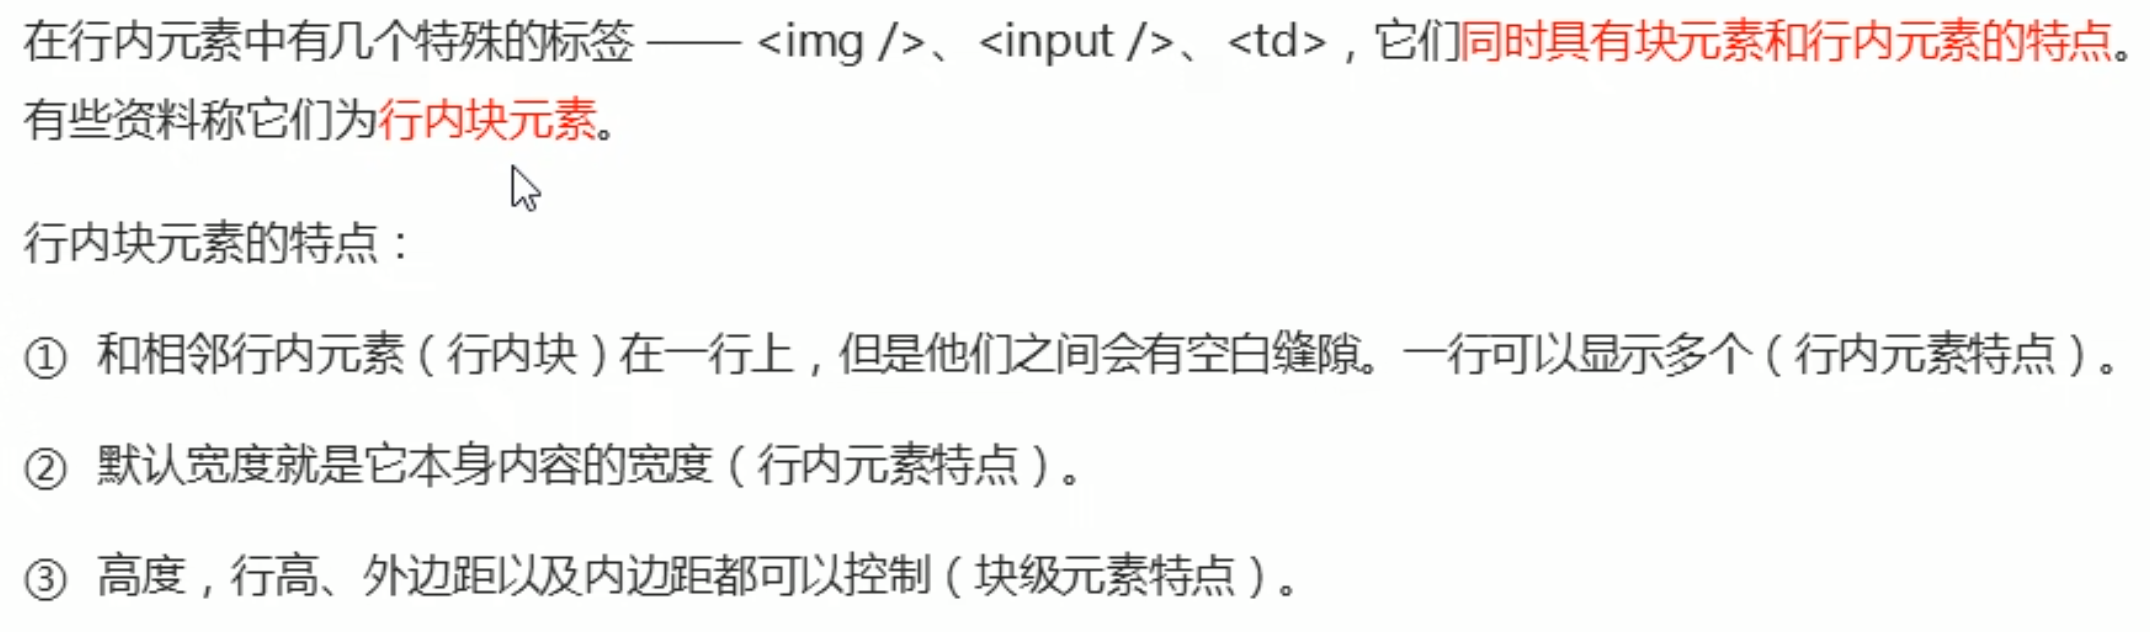 在行内元素中有几个特殊的标签 —— <img />、<input />、<td>，它们同时具有块元素和行内元素的特点。
有些资料称它们为行内块元素。
行内块元素的特点：
① 和相邻行内元素（行内块）在一行上，但是他们之间会有空白缝隙。一行可以显示多个（行内元素特点）。
② 默认宽度就是它本身内容的宽度（行内元素特点）。
③ 高度，行高、外边距以及内边距都可以控制（块级元素特点）。